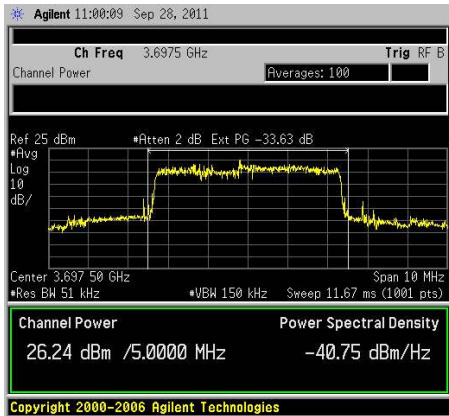 Agilent 11:00:09 Sep 28, 2011
Ch Freq 3.6975 GHz Trig RF B
Channel Power Averages: 100
Ref 25 dBm #Atten 2 dB Ext PG -33.63 dB
#Avg
Log
10
dB/
Center 3.697 50 GHz Span 10 MHz
#Res BW 51 kHz #VBW 150 kHz Sweep 11.67 ms (1001 pts)
Channel Power Power Spectral Density
26.24 dBm /5.0000 MHz -40.75 dBm/Hz
Copyright 2000-2006 Agilent Technologies